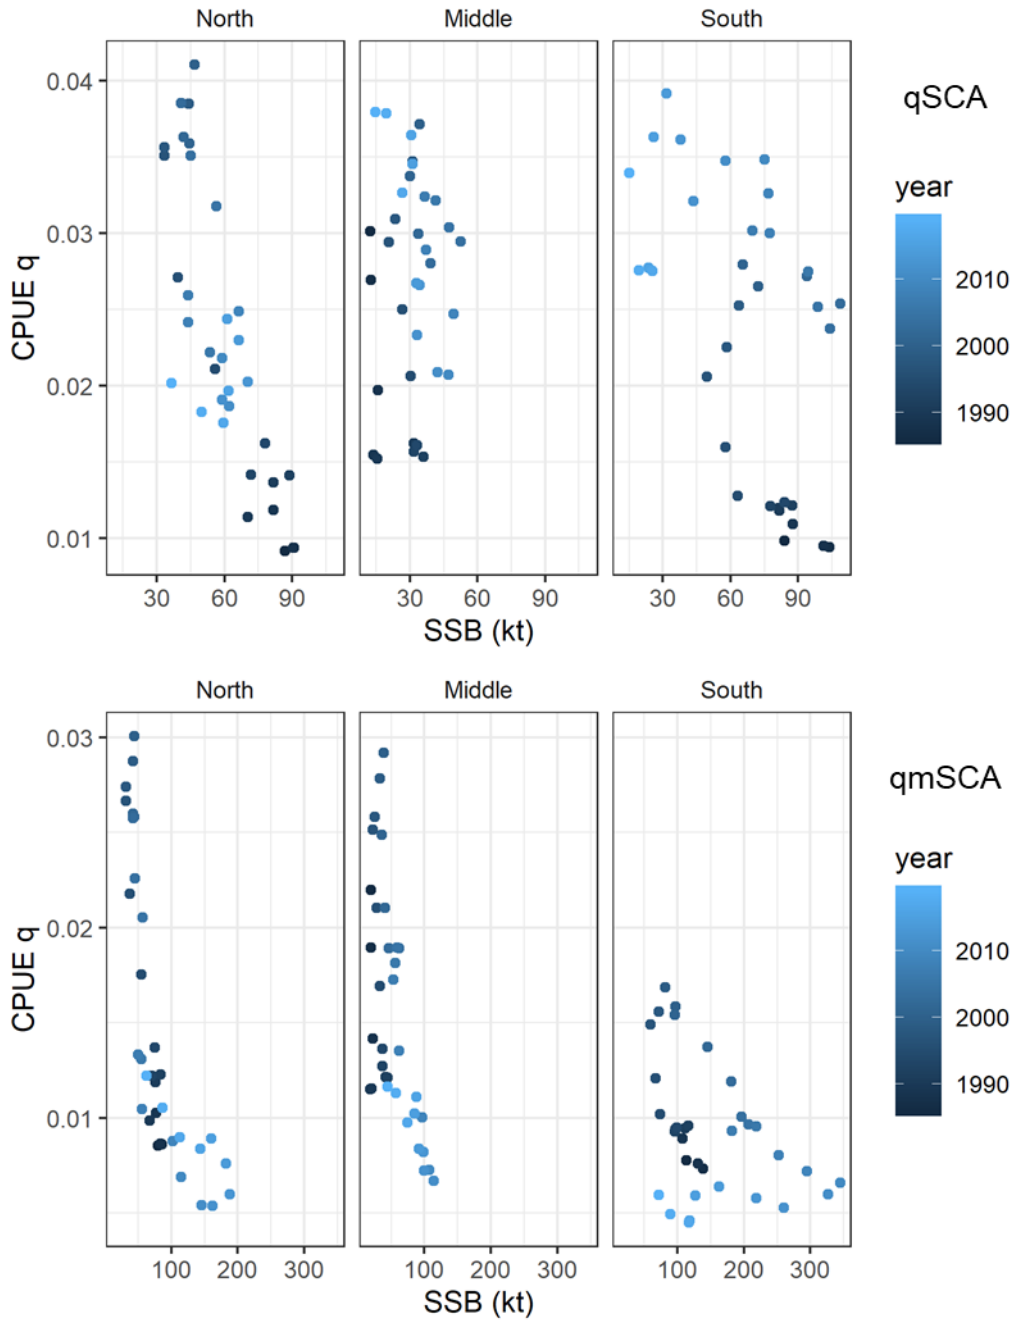 North Middle South
0.04
0.03
0.02
0.01
CPUE q
30 60 90 30 60 90 30 60 90
SSB (kt)
qSCA
year
2010
2000
1990
North Middle South
0.03
0.02
0.01
CPUE q
100 200 300 100 200 300 100 200 300
SSB (kt)
qmSCA
year
2010
2000
1990